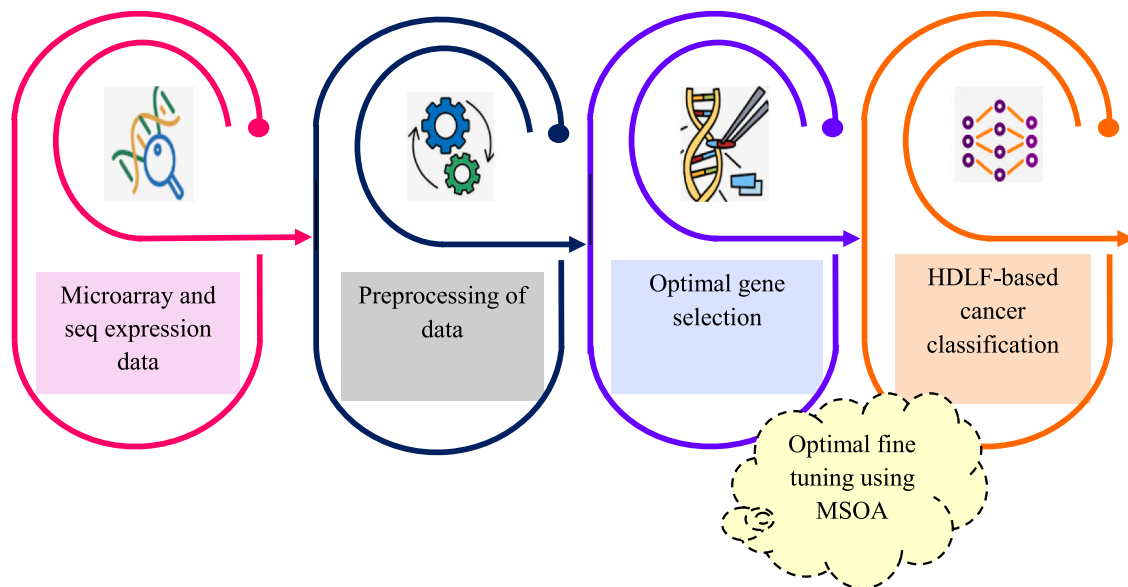 Microarray and
seq expression
data
Preprocessing of
data
Optimal gene
selection
HDLF-based
cancer
classification
Optimal fine
tuning using
MSOA